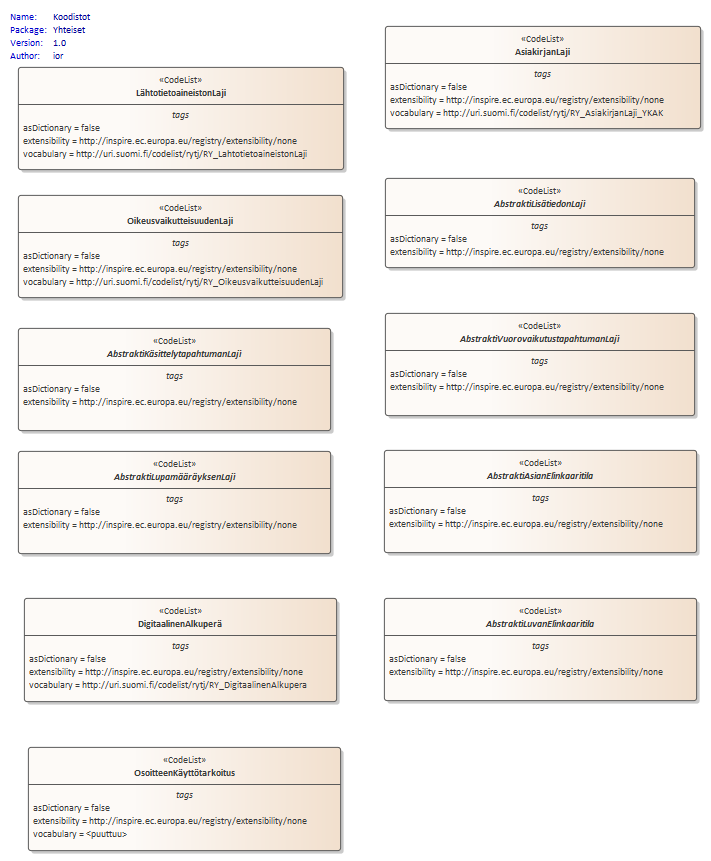 Name: Koodistot
Package: Yhteiset
Version: 1.0
Author: ior
«CodeList»
LähtotietoaineistonLaji
tags
asDictionary = false
extensibility = http://inspire.ec.europa.eu/registry/extensibility/none
vocabulary = http://uri.suomi.fi/codelist/rytj/RY_LahtotietoaineistonLaji
«CodeList»
AsiakirjanLaji
tags
asDictionary = false
extensibility = http://inspire.ec.europa.eu/registry/extensibility/none
vocabulary = http://uri.suomi.fi/codelist/rytj/RY_AsiakirjanLaji_YKAK
«CodeList»
OikeusvaikutteisuudenLaji
tags
asDictionary = false
extensibility = http://inspire.ec.europa.eu/registry/extensibility/none
vocabulary = http://uri.suomi.fi/codelist/rytj/RY_OikeusvaikutteisuudenLaji
«CodeList»
AbstraktiLisätiedonLaji
tags
asDictionary = false
extensibility = http://inspire.ec.europa.eu/registry/extensibility/none
«CodeList»
AbstraktiKäsittelytapahtumanLaji
tags
asDictionary = false
extensibility = http://inspire.ec.europa.eu/registry/extensibility/none
«CodeList»
AbstraktiVuorovaikutustapahtumanLaji
tags
asDictionary = false
extensibility = http://inspire.ec.europa.eu/registry/extensibility/none
«CodeList»
AbstraktiLupamääräyksenLaji
tags
asDictionary = false
extensibility = http://inspire.ec.europa.eu/registry/extensibility/none
«CodeList»
AbstraktiAsianElinkaaritila
tags
asDictionary = false
extensibility = http://inspire.ec.europa.eu/registry/extensibility/none
«CodeList»
DigitaalinenAlkuperä
tags
asDictionary = false
extensibility = http://inspire.ec.europa.eu/registry/extensibility/none
vocabulary = http://uri.suomi.fi/codelist/rytj/RY_DigitaalinenAlkupera
«CodeList»
AbstraktiLuvanElinkaaritila
tags
asDictionary = false
extensibility = http://inspire.ec.europa.eu/registry/extensibility/none
«CodeList»
OsoitteenKäyttötarkoitus
tags
asDictionary = false
extensibility = http://inspire.ec.europa.eu/registry/extensibility/none
vocabulary = <puuttuu>